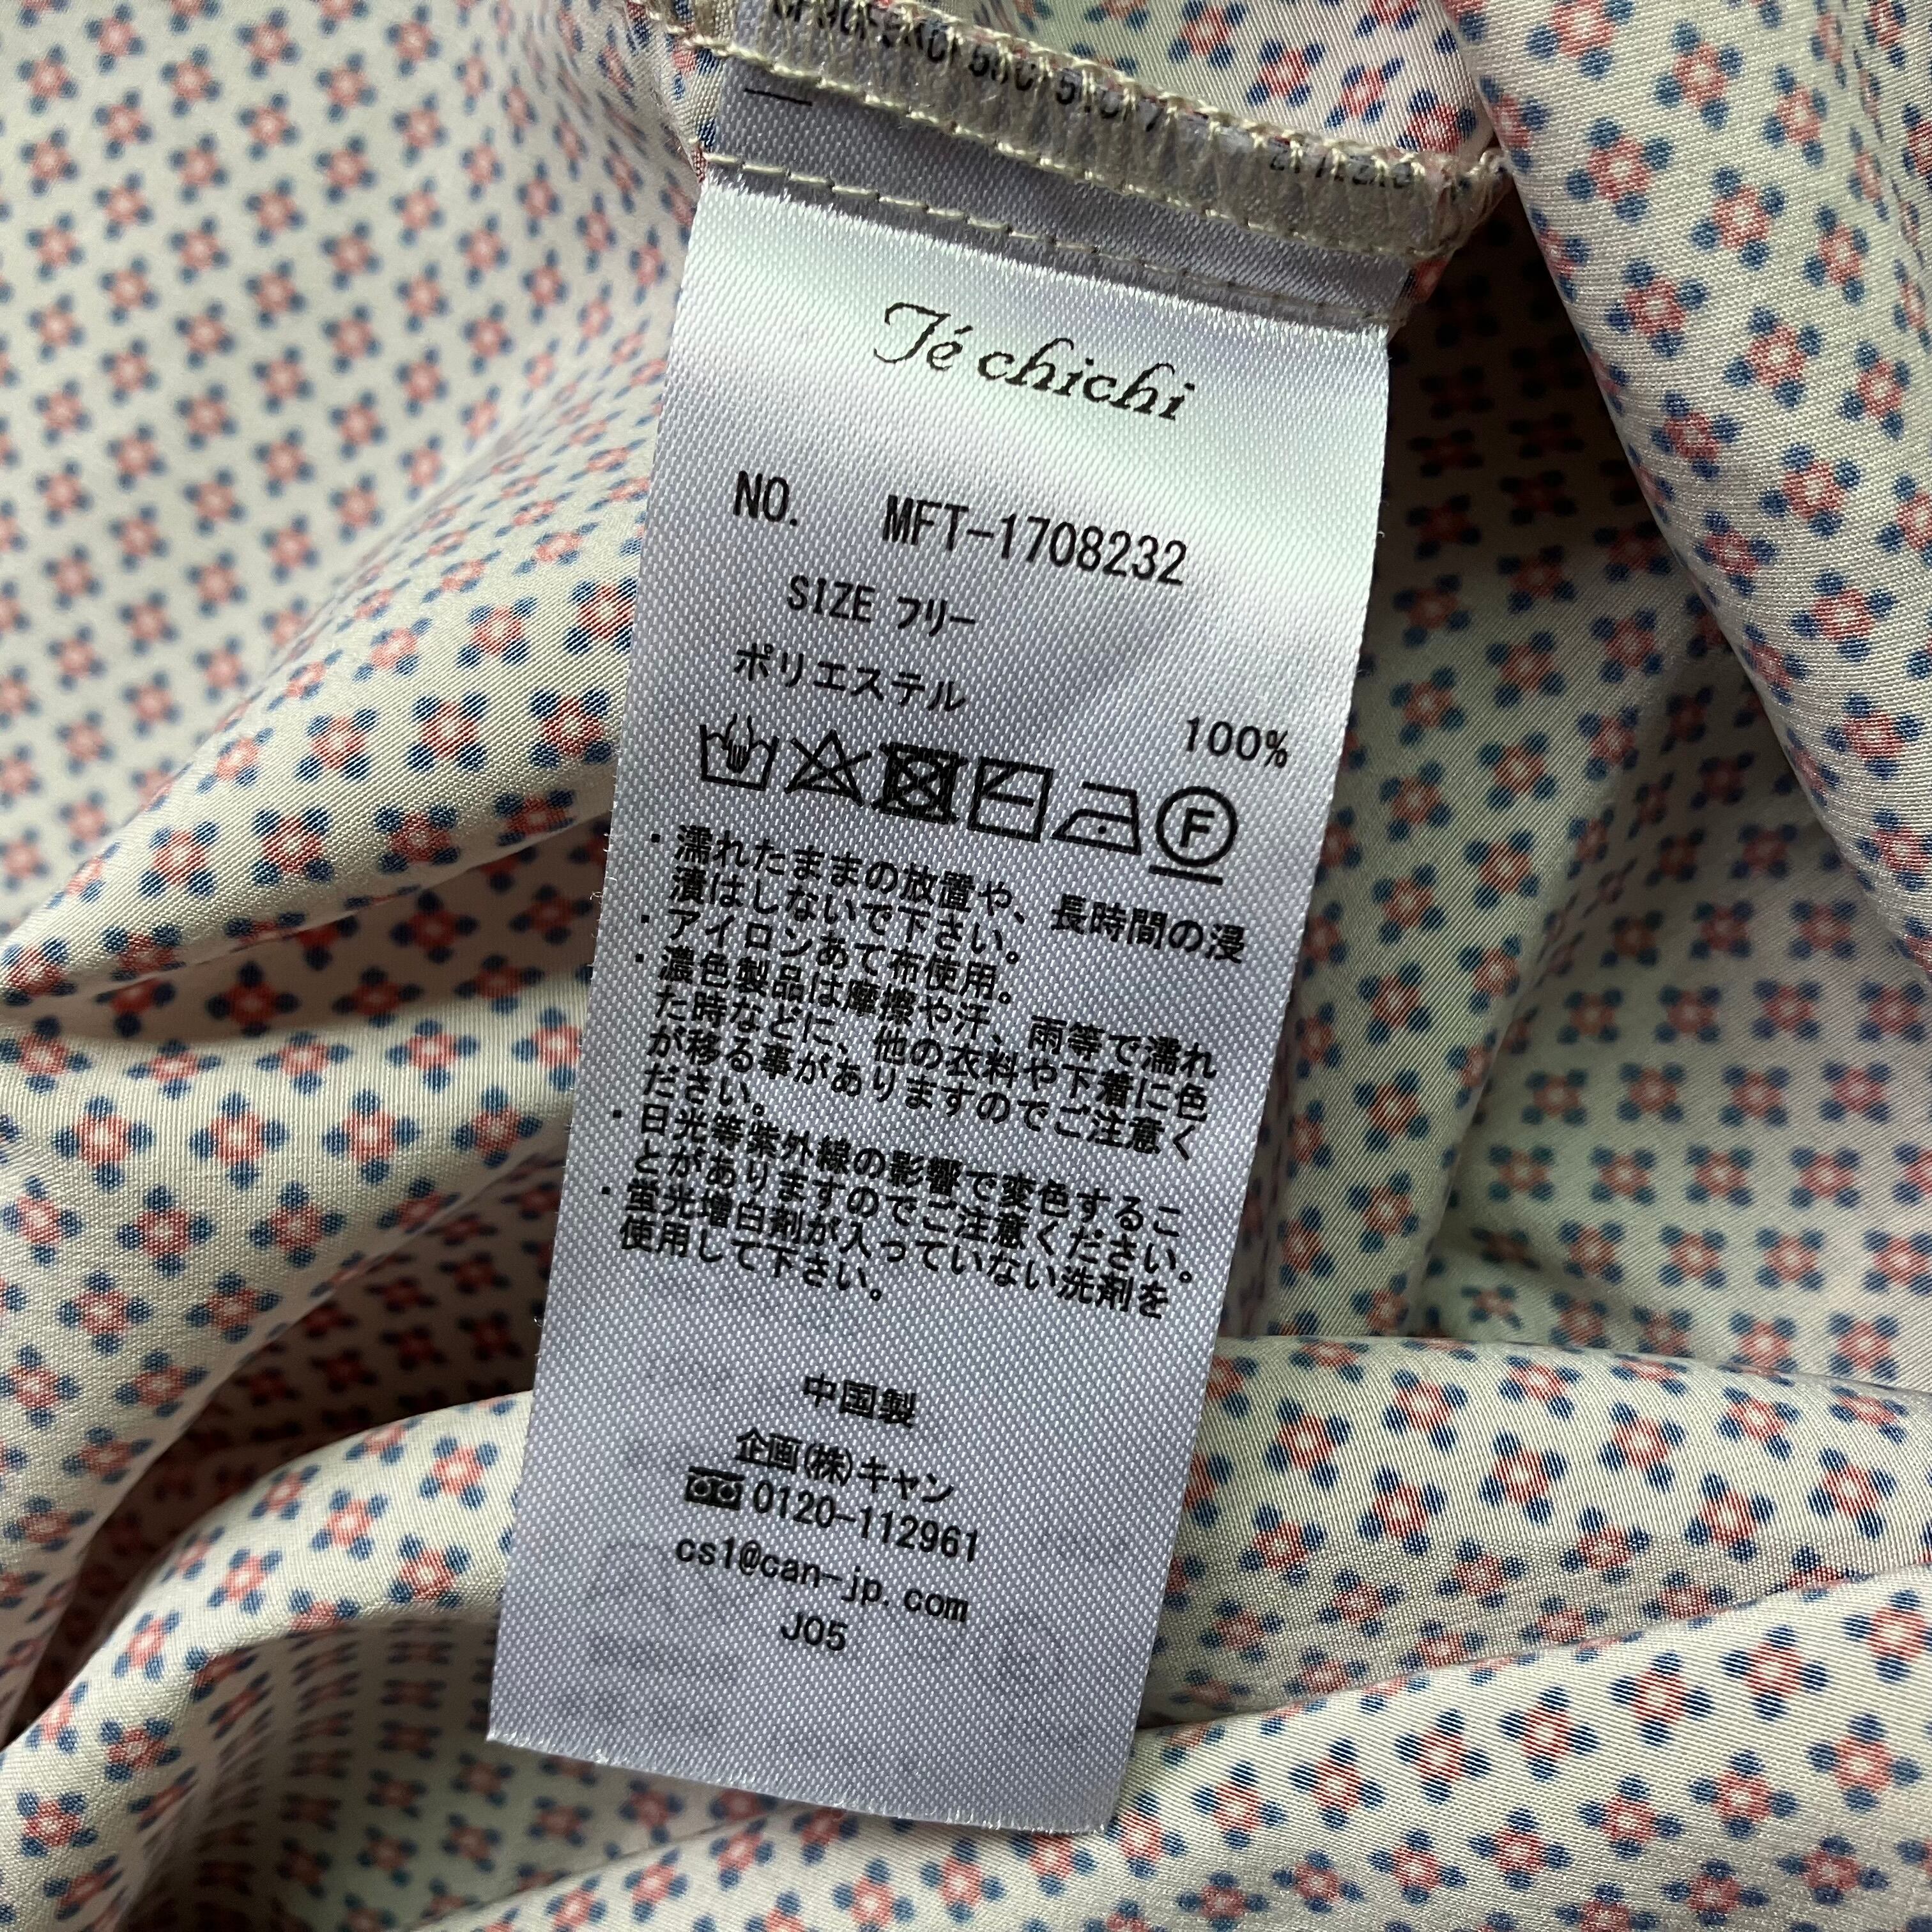 Té chichi
NO. MFT-1708232
SIZE フリー
ポリエステル
100%
F
・濡れたままの放置や、長時間の浸
漬はしないで下さい。
・アイロンあて布使用。
・濃色製品は摩擦や汗、雨等で濡れ
た時などに、他の衣料や下着に色
が移る事がありますのでご注意く
ださい。
・日光等紫外線の影響で変色するこ
とがありますのでご注意ください。
・蛍光増白剤が入っていない洗剤を
使用して下さい。
中国製
企画(株)キャン
0120-112961
cs1@can-jp.com
J05